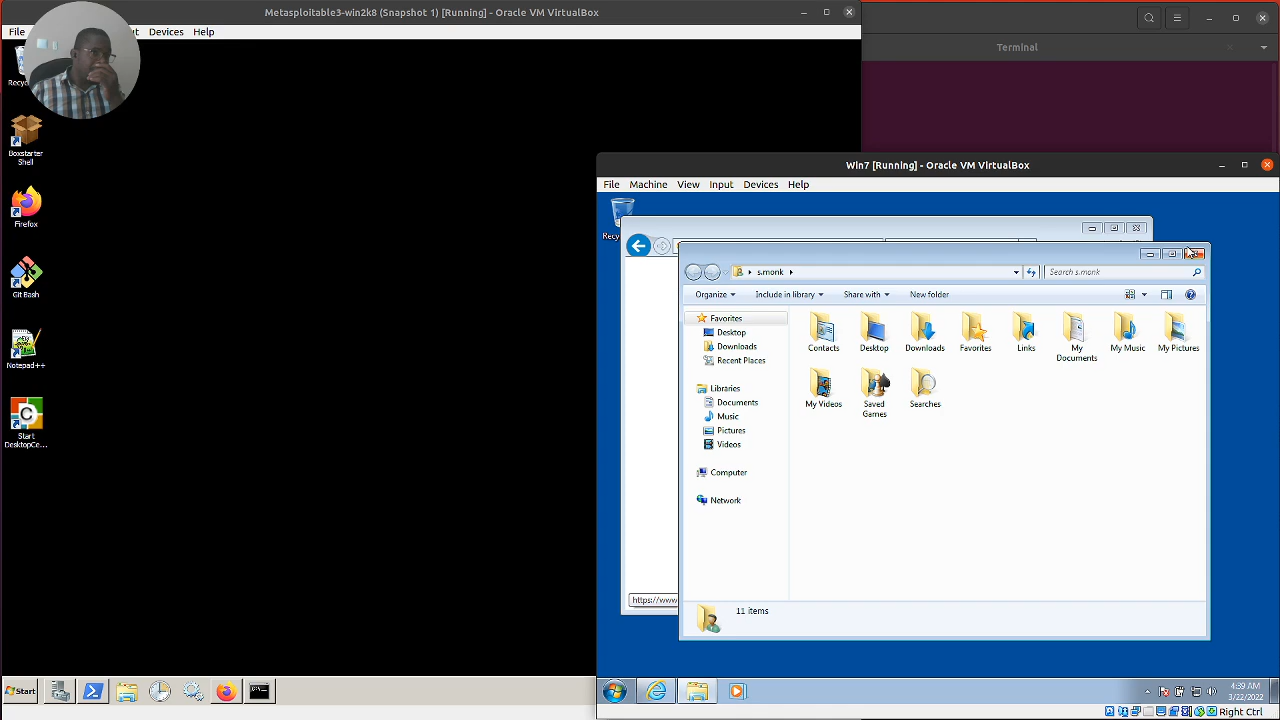 Metasploitable3-win2k8 (Snapshot 1) [Running] - Oracle VM VirtualBox
File
Devices
Help
Terminal
Boxstarter
Shell
Firefox
Git Bash
Notepad++
Start
DesktopCe...
Start
Win7 [Running] - Oracle VM VirtualBox
File
Machine
View
Input
Devices
Help
s.monk
Search s.monk
Organize
Include in library
Share with
New folder
Favorites
Desktop
Downloads
Recent Places
Libraries
Documents
Music
Pictures
Videos
Computer
Network
Contacts
Desktop
Downloads
Favorites
Links
My
Documents
My Music
My Pictures
My Videos
Saved
Games
Searches
https://www
11 items
4:39 AM
3/22/2022
Right Ctrl